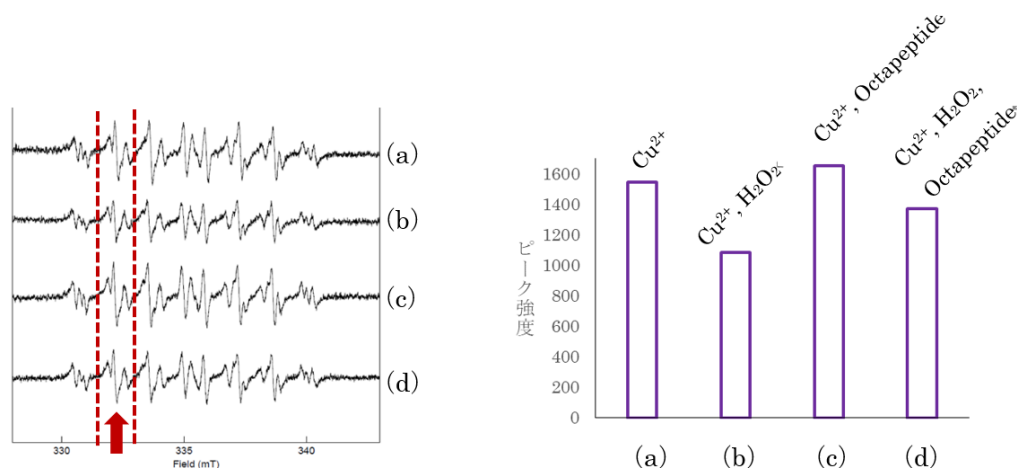 (a)
(b)
(c)
(d)
330
335
340
Field (mT)
Cu²⁺
Cu²⁺, H₂O₂
Cu²⁺, Octapeptide
Cu²⁺, H₂O₂,
Octapeptide
ピーク強度
1600
1400
1200
1000
800
600
400
200
0
(a)
(b)
(c)
(d)